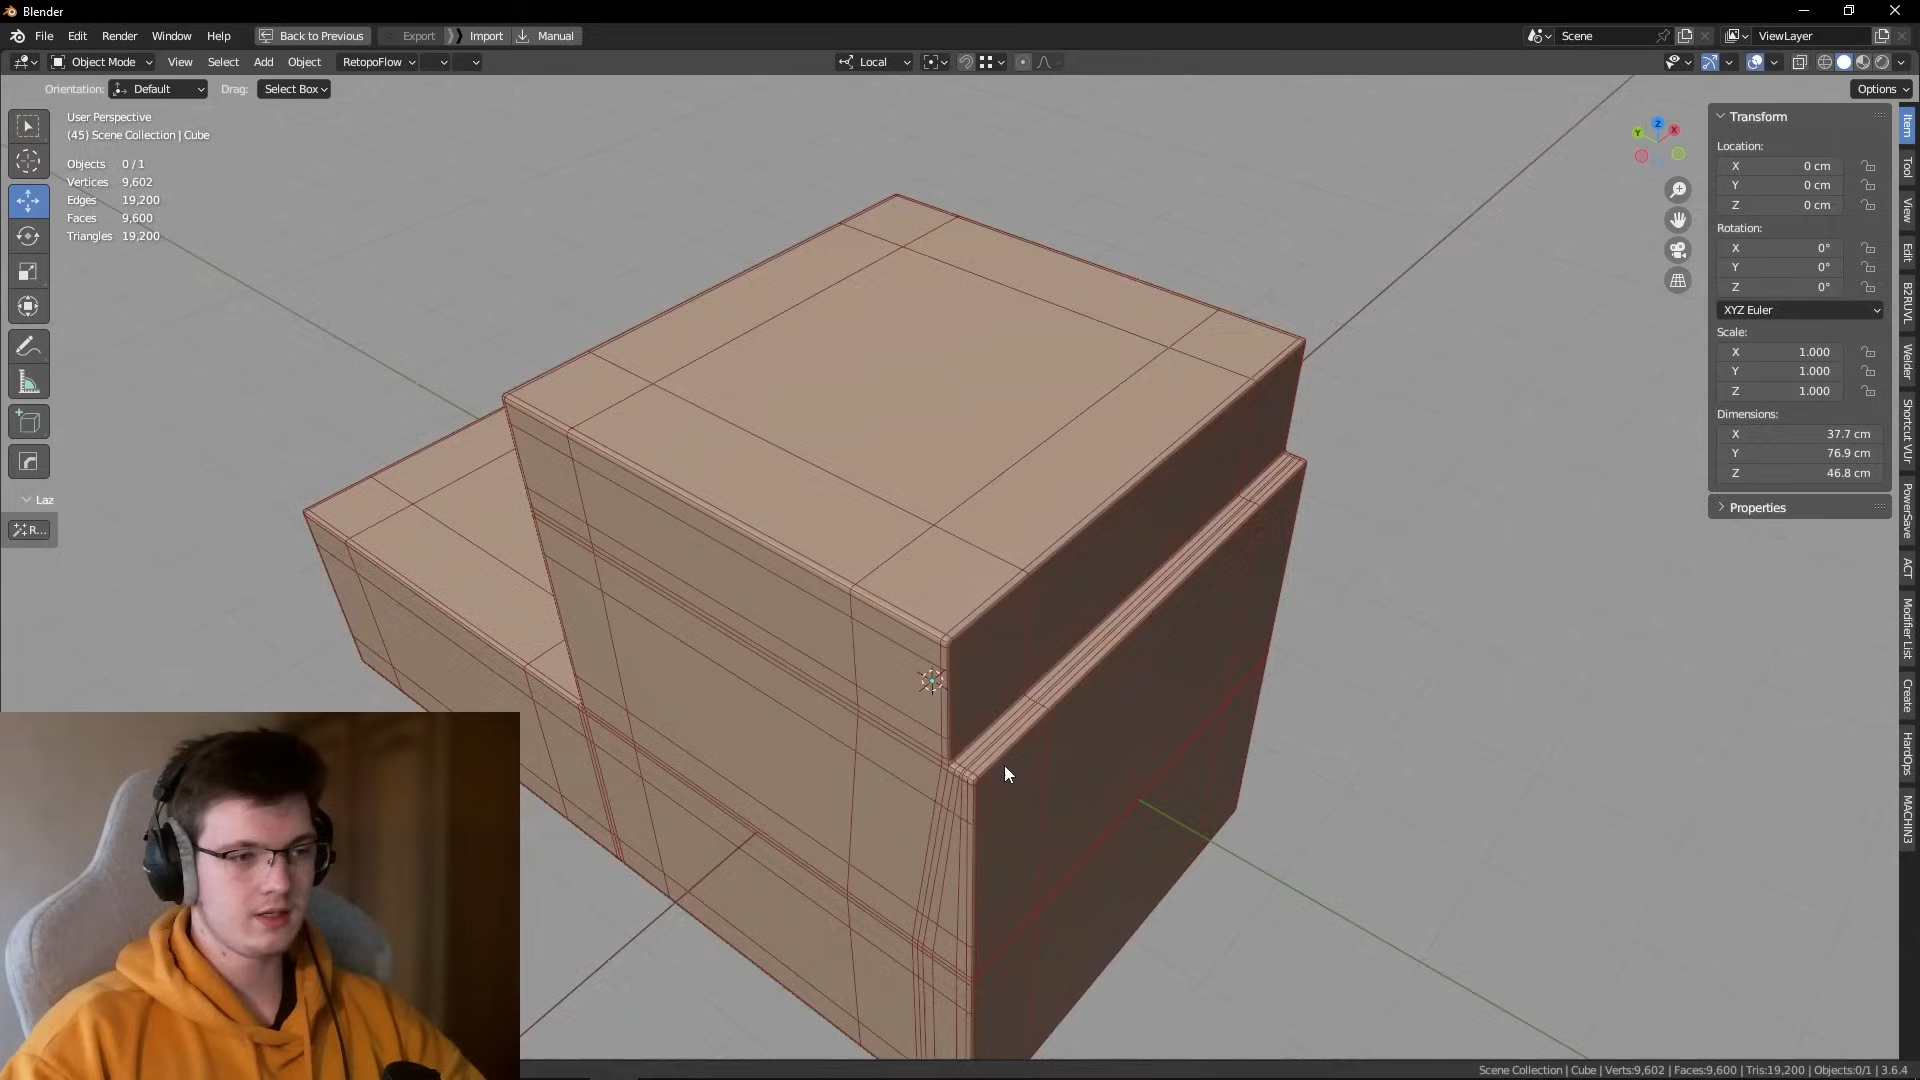 Blender
File Edit Render Window Help Back to Previous Export Import Manual Scene ViewLayer
Object Mode View Select Add Object RetopoFlow Local
Orientation: Default Drag: Select Box Options
User Perspective
(45) Scene Collection | Cube
Objects 0 / 1
Vertices 9,602
Edges 19,200
Faces 9,600
Triangles 19,200
Laz
R...
Z
Y
X
Transform
Location:
X 0 cm
Y 0 cm
Z 0 cm
Rotation:
X 0°
Y 0°
Z 0°
XYZ Euler
Scale:
X 1.000
Y 1.000
Z 1.000
Dimensions:
X 37.7 cm
Y 76.9 cm
Z 46.8 cm
Properties
Item
Tool
View
Edit
B2RUVL
Welder
Shortcut VUr
PowerSave
ACT
Modifier List
Create
HardOps
MACHIN3
Scene Collection | Cube | Verts:9,602 | Faces:9,600 | Tris:19,200 | Objects:0/1 | 3.6.4